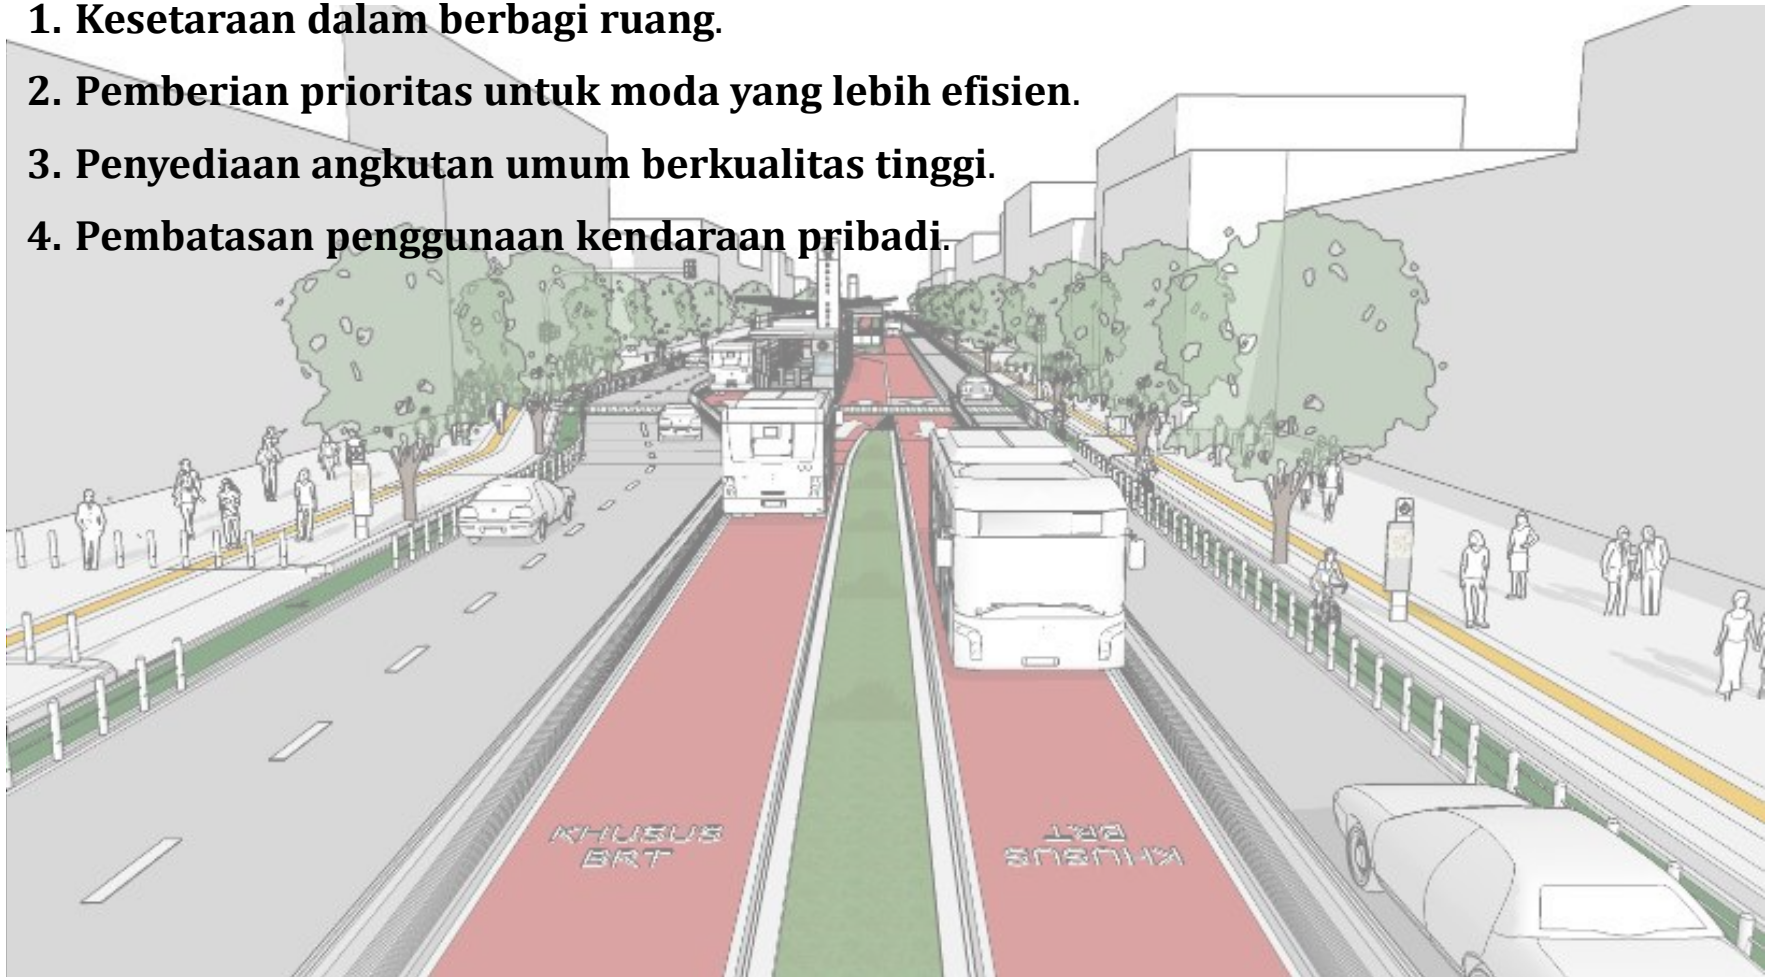 1. Kesetaraan dalam berbagi ruang.
2. Pemberian prioritas untuk moda yang lebih efisien.
3. Penyediaan angkutan umum berkualitas tinggi.
4. Pembatasan penggunaan kendaraan pribadi.
KHUSUS
BRT
KHUSUS
BRT